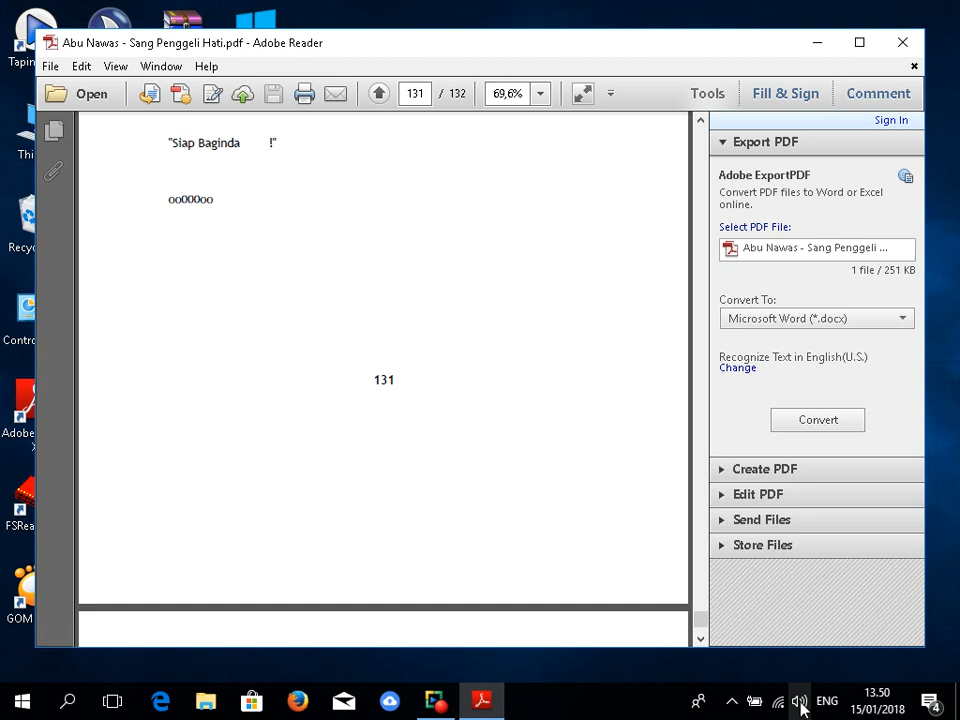 Abu Nawas - Sang Penggeli Hati.pdf - Adobe Reader
File Edit View Window Help
Open 131 / 132 69,6% Tools Fill & Sign Comment
Sign In
"Siap Baginda !"
oo000oo
131
Export PDF
Adobe ExportPDF
Convert PDF files to Word or Excel
online.
Select PDF File:
Abu Nawas - Sang Penggeli ...
1 file / 251 KB
Convert To:
Microsoft Word (*.docx)
Recognize Text in English(U.S.)
Change
Convert
Create PDF
Edit PDF
Send Files
Store Files
Tapin
Thi
Recyc
Contro
Adobe
X
FSRea
GOM
ENG
13.50
15/01/2018
4